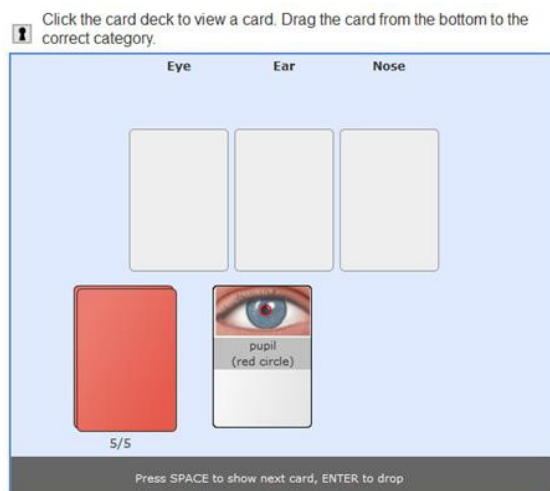 Click the card deck to view a card. Drag the card from the bottom to the
correct category.
Eye Ear Nose
pupil
(red circle)
5/5
Press SPACE to show next card, ENTER to drop